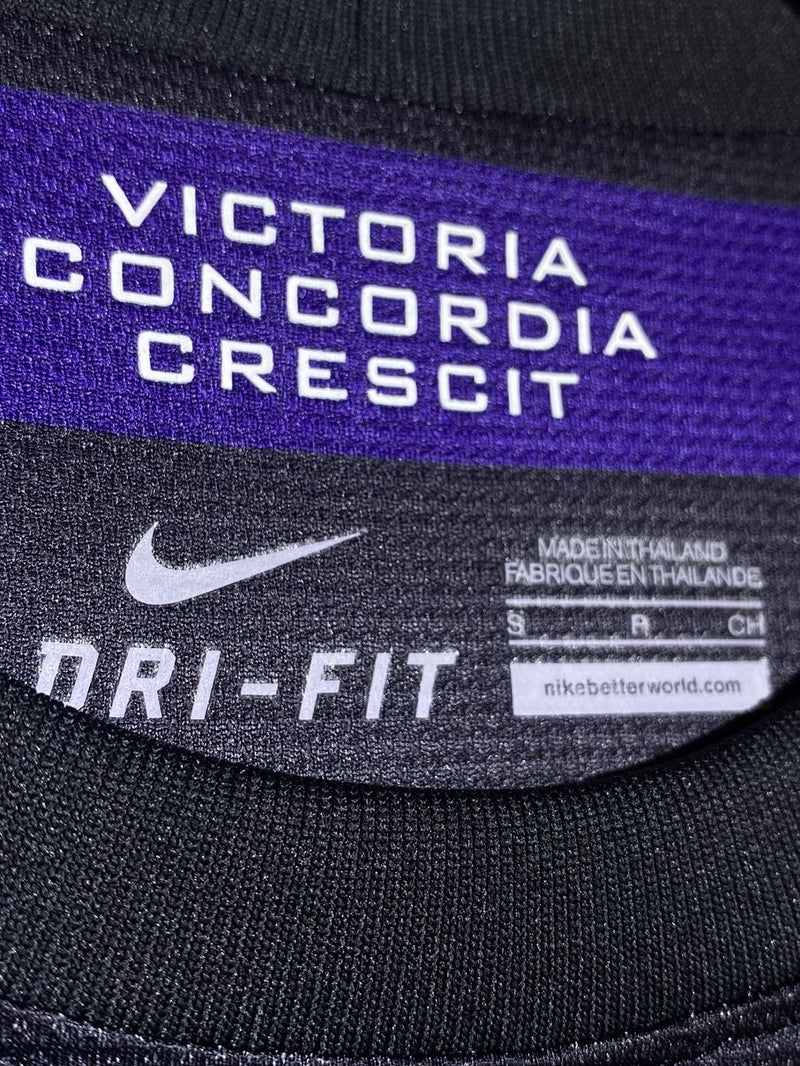 VICTORIA
CONCORDIA
CRESCIT
DRI-FIT
MADE IN THAILAND
FABRIQUE EN THAILANDE
S R CH
nikebetterworld.com